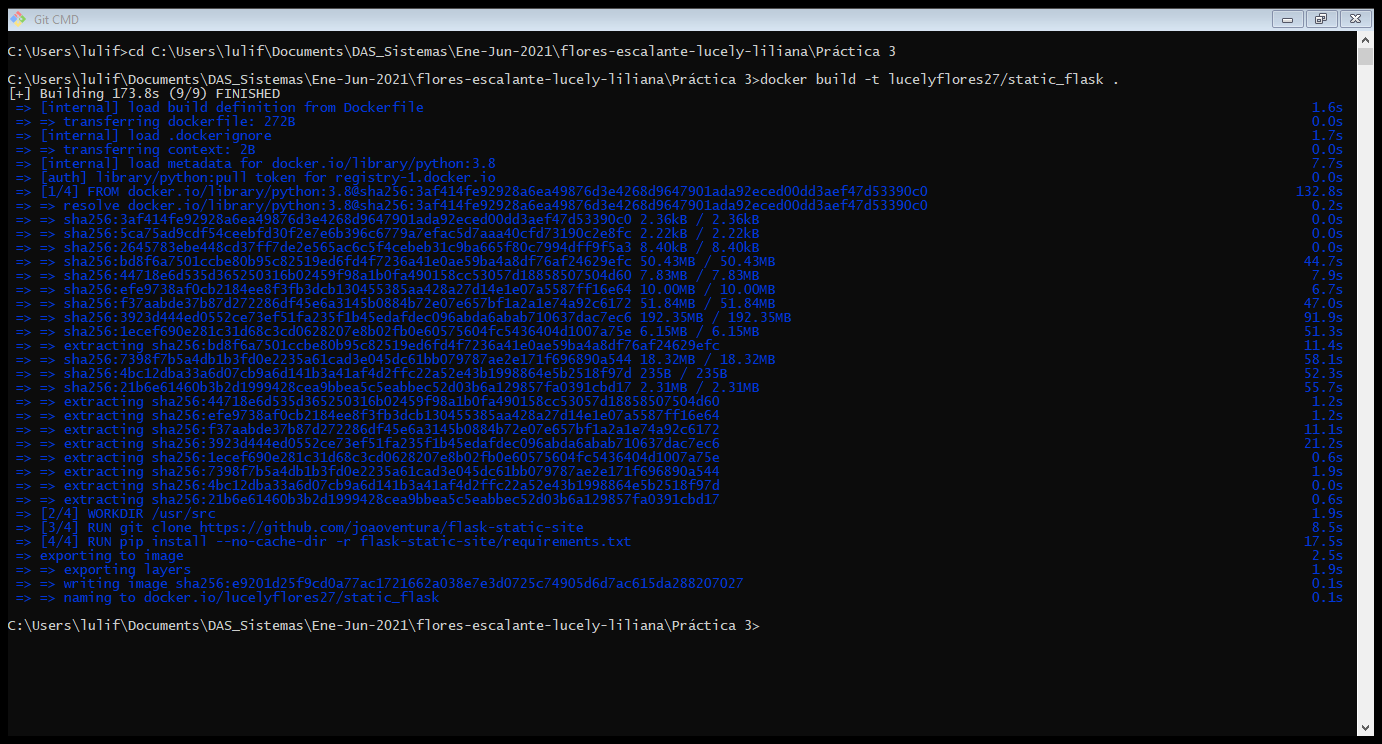 Git CMD
C:\Users\lulif>cd C:\Users\lulif\Documents\DAS_Sistemas\Ene-Jun-2021\flores-escalante-lucely-liliana\Práctica 3
C:\Users\lulif\Documents\DAS_Sistemas\Ene-Jun-2021\flores-escalante-lucely-liliana\Práctica 3>docker build -t lucelyflores27/static_flask .
[+] Building 173.8s (9/9) FINISHED
=> [internal] load build definition from Dockerfile 1.6s
=> => transferring dockerfile: 272B 0.0s
=> [internal] load .dockerignore 1.7s
=> => transferring context: 2B 0.0s
=> [internal] load metadata for docker.io/library/python:3.8 7.7s
=> [auth] library/python:pull token for registry-1.docker.io 0.0s
=> [1/4] FROM docker.io/library/python:3.8@sha256:3af414fe92928a6ea49876d3e4268d9647901ada92eced00dd3aef47d53390c0 132.8s
=> => resolve docker.io/library/python:3.8@sha256:3af414fe92928a6ea49876d3e4268d9647901ada92eced00dd3aef47d53390c0 0.2s
=> => sha256:3af414fe92928a6ea49876d3e4268d9647901ada92eced00dd3aef47d53390c0 2.36kB / 2.36kB 0.0s
=> => sha256:5ca75ad9cdf54ceebfd30f2e7e6b396c6779a7efac5d7aaa40cfd73190c2e8fc 2.22kB / 2.22kB 0.0s
=> => sha256:2645783ebe448cd37ff7de2e565ac6c5f4cebeb31c9ba665f80c7994dff9f5a3 8.40kB / 8.40kB 0.0s
=> => sha256:bd8f6a7501ccbe80b95c82519ed6fd4f7236a41e0ae59ba4a8df76af24629efc 50.43MB / 50.43MB 44.7s
=> => sha256:44718e6d535d365250316b02459f98a1b0fa490158cc53057d18858507504d60 7.83MB / 7.83MB 7.9s
=> => sha256:efe9738af0cb2184ee8f3fb3dcb130455385aa428a27d14e1e07a5587ff16e64 10.00MB / 10.00MB 6.7s
=> => sha256:f37aabde37b87d272286df45e6a3145b0884b72e07e657bf1a2a1e74a92c6172 51.84MB / 51.84MB 47.0s
=> => sha256:3923d444ed0552ce73ef51fa235f1b45edafdec096abda6abab710637dac7ec6 192.35MB / 192.35MB 91.9s
=> => sha256:1ecef690e281c31d68c3cd0628207e8b02fb0e60575604fc5436404d1007a75e 6.15MB / 6.15MB 51.3s
=> => extracting sha256:bd8f6a7501ccbe80b95c82519ed6fd4f7236a41e0ae59ba4a8df76af24629efc 11.4s
=> => sha256:7398f7b5a4db1b3fd0e2235a61cad3e045dc61bb079787ae2e171f696890a544 18.32MB / 18.32MB 58.1s
=> => sha256:4bc12dba33a6d07cb9a6d141b3a41af4d2ffc22a52e43b1998864e5b2518f97d 235B / 235B 52.3s
=> => sha256:21b6e61460b3b2d1999428cea9bbea5c5eabbec52d03b6a129857fa0391cbd17 2.31MB / 2.31MB 55.7s
=> => extracting sha256:44718e6d535d365250316b02459f98a1b0fa490158cc53057d18858507504d60 1.2s
=> => extracting sha256:efe9738af0cb2184ee8f3fb3dcb130455385aa428a27d14e1e07a5587ff16e64 1.2s
=> => extracting sha256:f37aabde37b87d272286df45e6a3145b0884b72e07e657bf1a2a1e74a92c6172 11.1s
=> => extracting sha256:3923d444ed0552ce73ef51fa235f1b45edafdec096abda6abab710637dac7ec6 21.2s
=> => extracting sha256:1ecef690e281c31d68c3cd0628207e8b02fb0e60575604fc5436404d1007a75e 0.6s
=> => extracting sha256:7398f7b5a4db1b3fd0e2235a61cad3e045dc61bb079787ae2e171f696890a544 1.9s
=> => extracting sha256:4bc12dba33a6d07cb9a6d141b3a41af4d2ffc22a52e43b1998864e5b2518f97d 0.0s
=> => extracting sha256:21b6e61460b3b2d1999428cea9bbea5c5eabbec52d03b6a129857fa0391cbd17 0.6s
=> [2/4] WORKDIR /usr/src 1.9s
=> [3/4] RUN git clone https://github.com/joaoventura/flask-static-site 8.5s
=> [4/4] RUN pip install --no-cache-dir -r flask-static-site/requirements.txt 17.5s
=> exporting to image 2.5s
=> => exporting layers 1.9s
=> => writing image sha256:e9201d25f9cd0a77ac1721662a038e7e3d0725c74905d6d7ac615da288207027 0.1s
=> => naming to docker.io/lucelyflores27/static_flask 0.1s
C:\Users\lulif\Documents\DAS_Sistemas\Ene-Jun-2021\flores-escalante-lucely-liliana\Práctica 3>